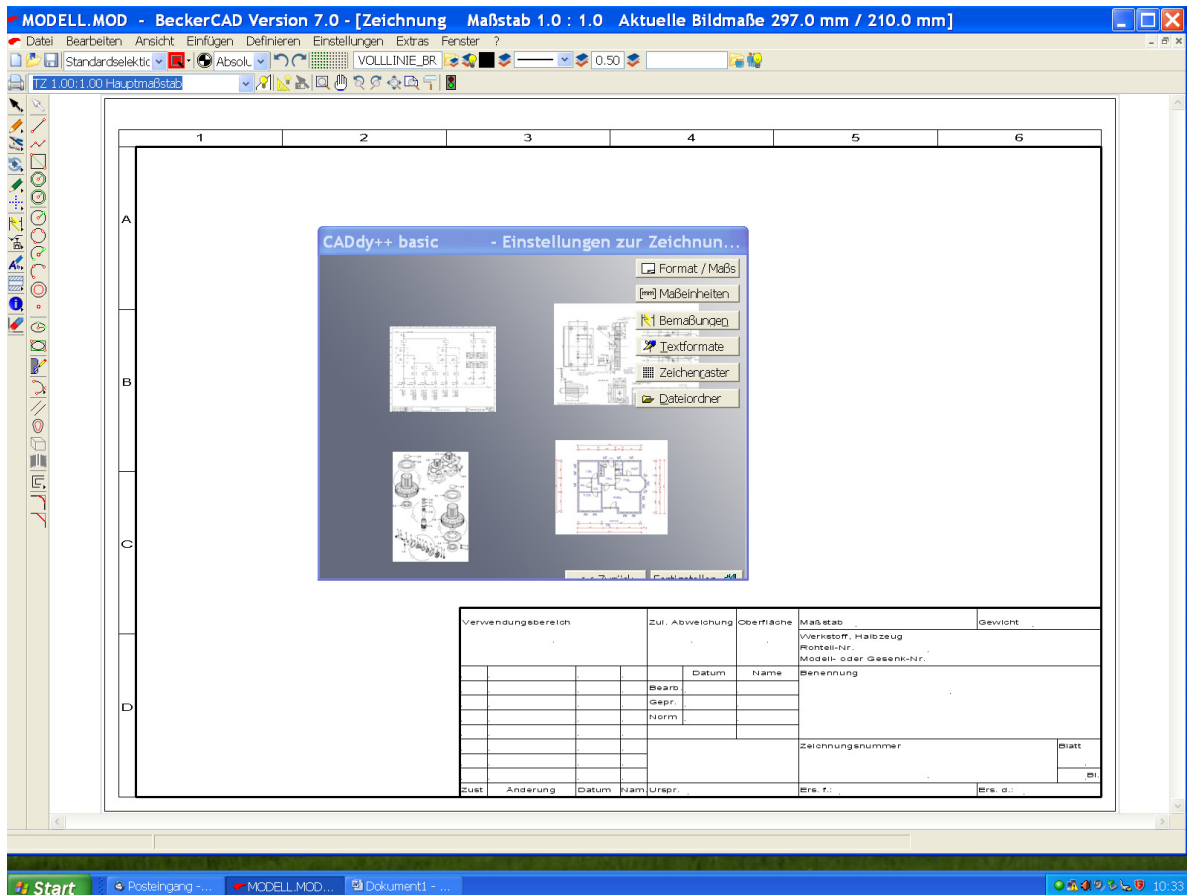 MODELL.MOD - BeckerCAD Version 7.0 - [Zeichnung Maßstab 1.0 : 1.0 Aktuelle Bildmaße 297.0 mm / 210.0 mm]
Datei Bearbeiten Ansicht Einfügen Definieren Einstellungen Extras Fenster ?
Standardselektic Absolu VOLLLINIE_BR 0.50
TZ 1.00:1.00 Hauptmaßstab
1 2 3 4 5 6
A
B
C
D
CADdy++ basic - Einstellungen zur Zeichnun...
Format / Maßs
[mm] Maßeinheiten
Bemaßungen
Textformate
Zeichenraster
Dateiordner
<< Zurück Fertigstellen
Verwendungsbereich Zul. Abweichung Oberfläche Maßstab Gewicht
Werkstoff, Halbzeug
Rohteil-Nr.
Modell- oder Gesenk-Nr.
Datum Name Benennung
Bearb.
Gepr.
Norm
Zeichnungsnummer Blatt
Bl.
Zust Änderung Datum Nam. Urspr. Ers. f.: Ers. d.:
Start Posteingang -... MODELL.MOD... Dokument1 - ... 10:33